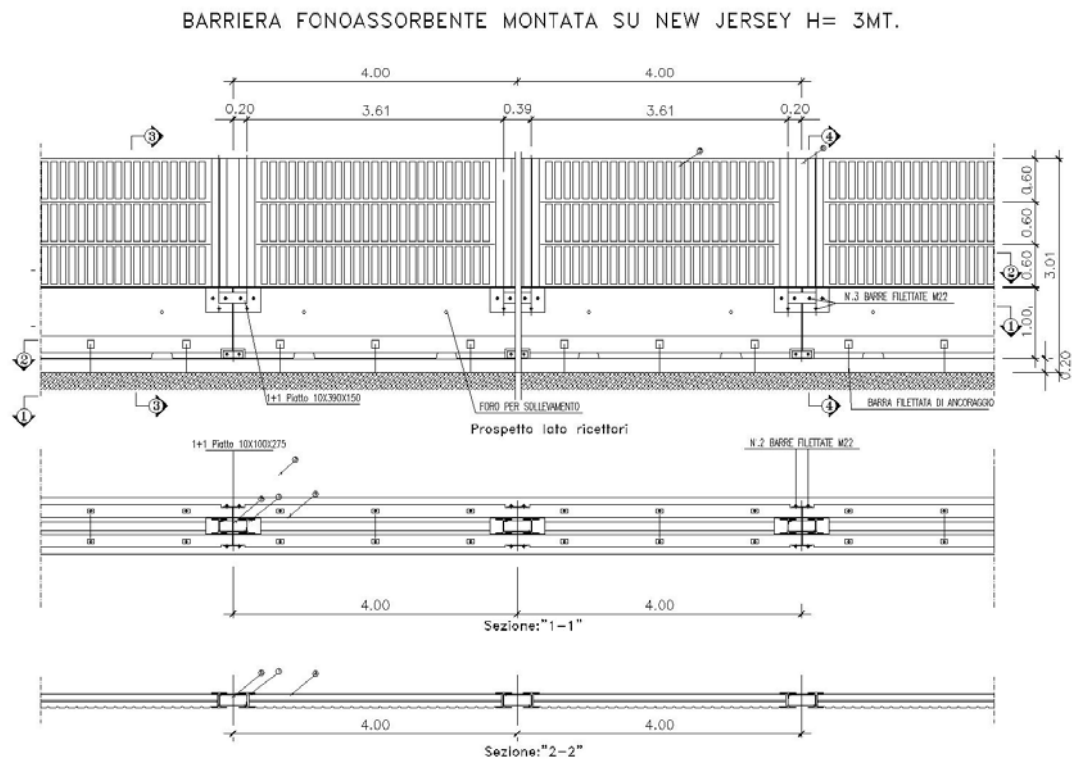 BARRIERA FONOASSORBENTE MONTATA SU NEW JERSEY H= 3MT.
4.00 4.00
0.20 3.61 0.39 3.61 0.20
3 4
0.60
0.60
0.60
3.01
2
N.3 BARRE FILETTATE M22
1
1.00
2
0.20
1+1 Piatto 10X390X150
FORO PER SOLLEVAMENTO
BARRA FILETTATA DI ANCORAGGIO
1 3 4
Prospetto lato ricettori
1+1 Piatto 10X100X275
N.2 BARRE FILETTATE M22
4.00 4.00
Sezione:"1-1"
4.00 4.00
Sezione:"2-2"